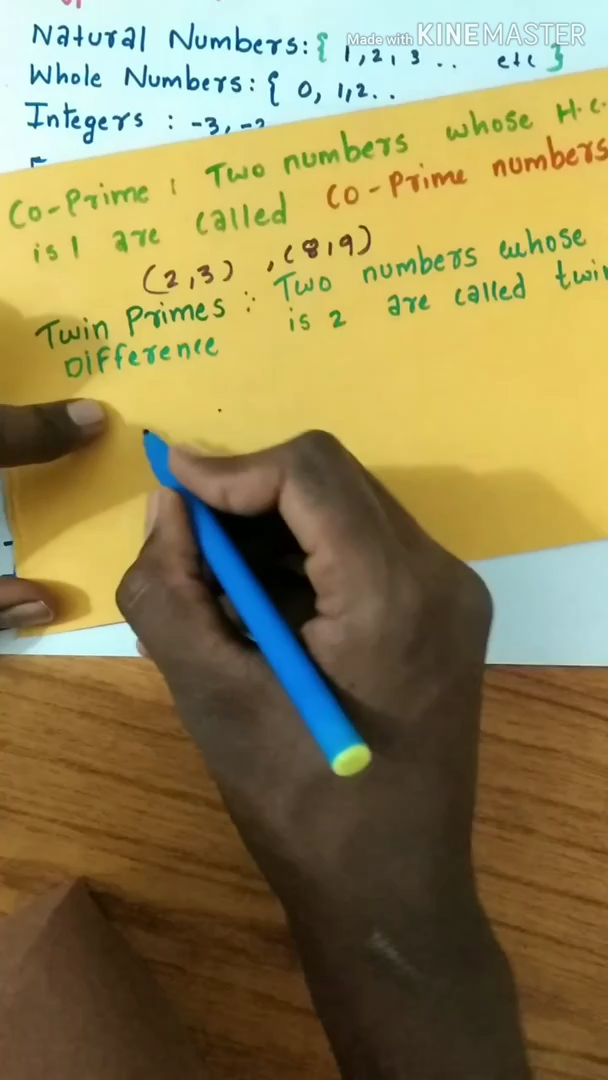 Made with KINEMASTER
Natural Numbers: { 1, 2, 3 .. etc }
Whole Numbers: { 0, 1, 2 . .
Integers : -3, -2
Co-Prime : Two numbers whose H.C.
is 1 are called Co-Prime numbers
(2,3) , (8,9)
Twin Primes : Two numbers whose
Difference is 2 are called twin